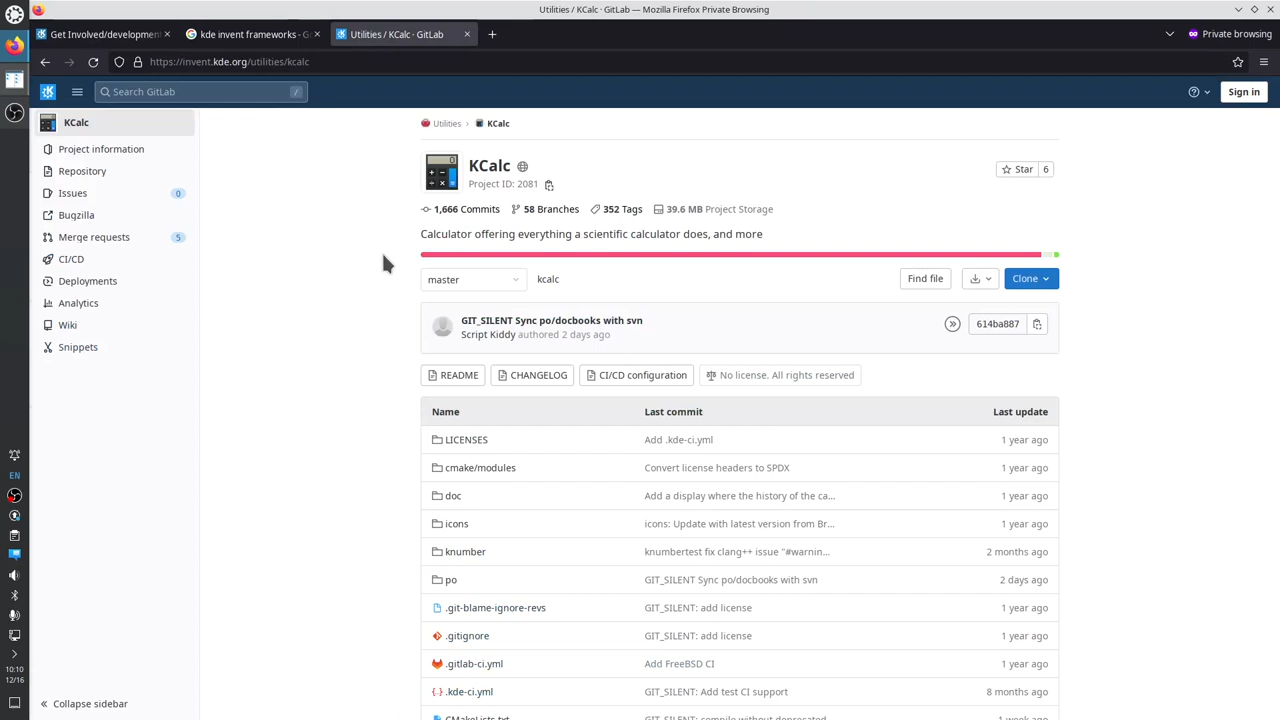 Utilities / KCalc · GitLab — Mozilla Firefox Private Browsing
Get Involved/development
kde invent frameworks - G
Utilities / KCalc · GitLab
Private browsing
https://invent.kde.org/utilities/kcalc
Search GitLab
/
Sign in
KCalc
Project information
Repository
Issues
0
Bugzilla
Merge requests
5
CI/CD
Deployments
Analytics
Wiki
Snippets
Collapse sidebar
Utilities › KCalc
KCalc
Project ID: 2081
Star
6
1,666 Commits
58 Branches
352 Tags
39.6 MB Project Storage
Calculator offering everything a scientific calculator does, and more
master
kcalc
Find file
Clone
GIT_SILENT Sync po/docbooks with svn
Script Kiddy authored 2 days ago
614ba887
README
CHANGELOG
CI/CD configuration
No license. All rights reserved
Name
Last commit
Last update
LICENSES
Add .kde-ci.yml
1 year ago
cmake/modules
Convert license headers to SPDX
1 year ago
doc
Add a display where the history of the ca...
1 year ago
icons
icons: Update with latest version from Br...
1 year ago
knumber
knumbertest fix clang++ issue "#warnin...
2 months ago
po
GIT_SILENT Sync po/docbooks with svn
2 days ago
.git-blame-ignore-revs
GIT_SILENT: add license
1 year ago
.gitignore
GIT_SILENT: add license
1 year ago
.gitlab-ci.yml
Add FreeBSD CI
1 year ago
.kde-ci.yml
GIT_SILENT: Add test CI support
8 months ago
CMakeLists.txt
GIT_SILENT: compile without deprecated
1 week ago
EN
10:10
12/16